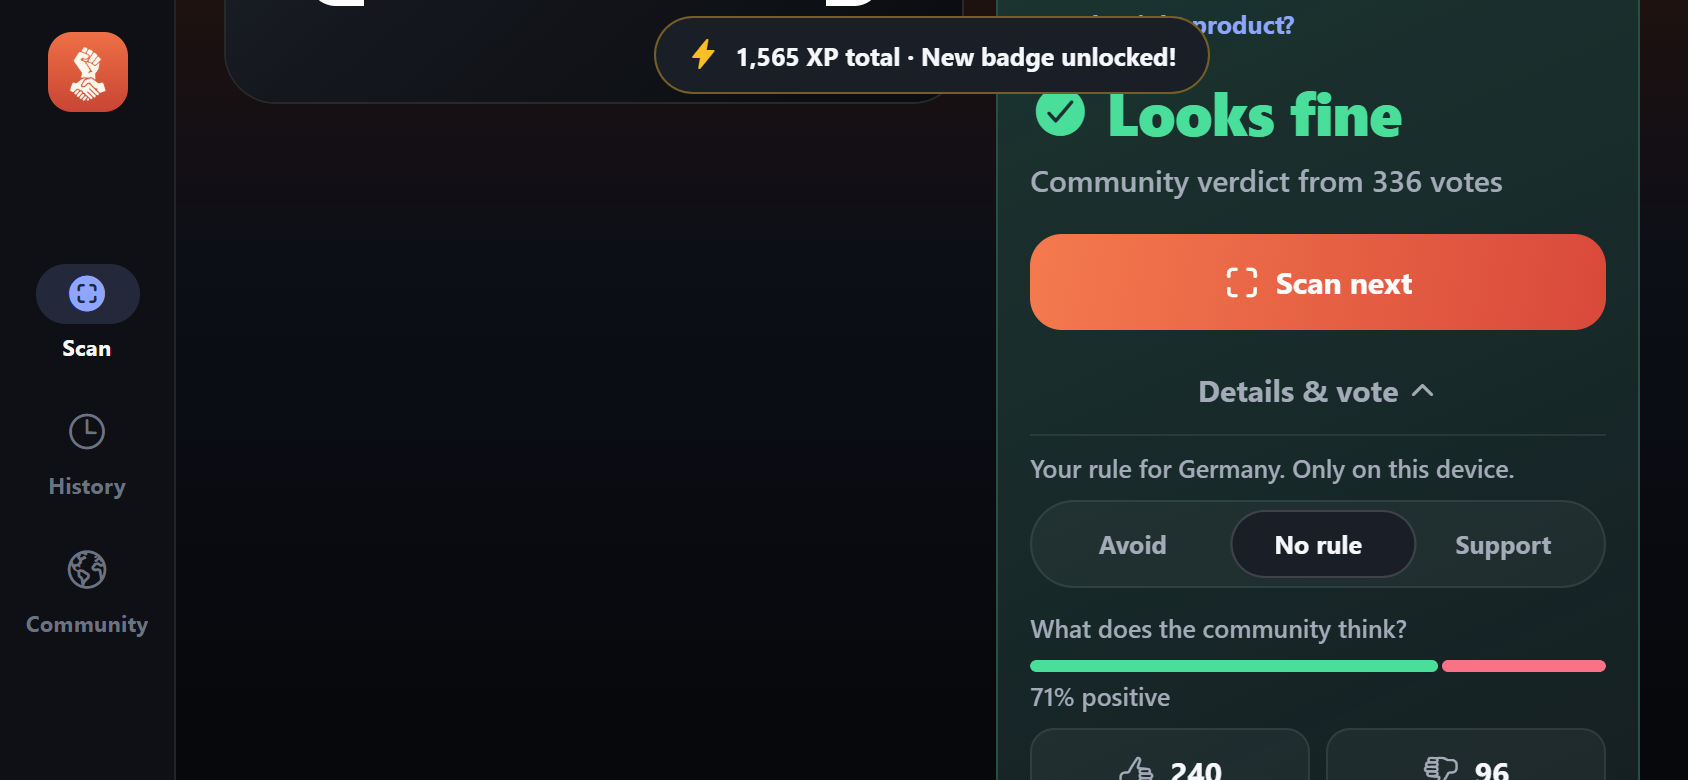 product?
1,565 XP total · New badge unlocked!
Looks fine
Community verdict from 336 votes
Scan next
Details & vote
Your rule for Germany. Only on this device.
Avoid
No rule
Support
What does the community think?
71% positive
240
96
Scan
History
Community